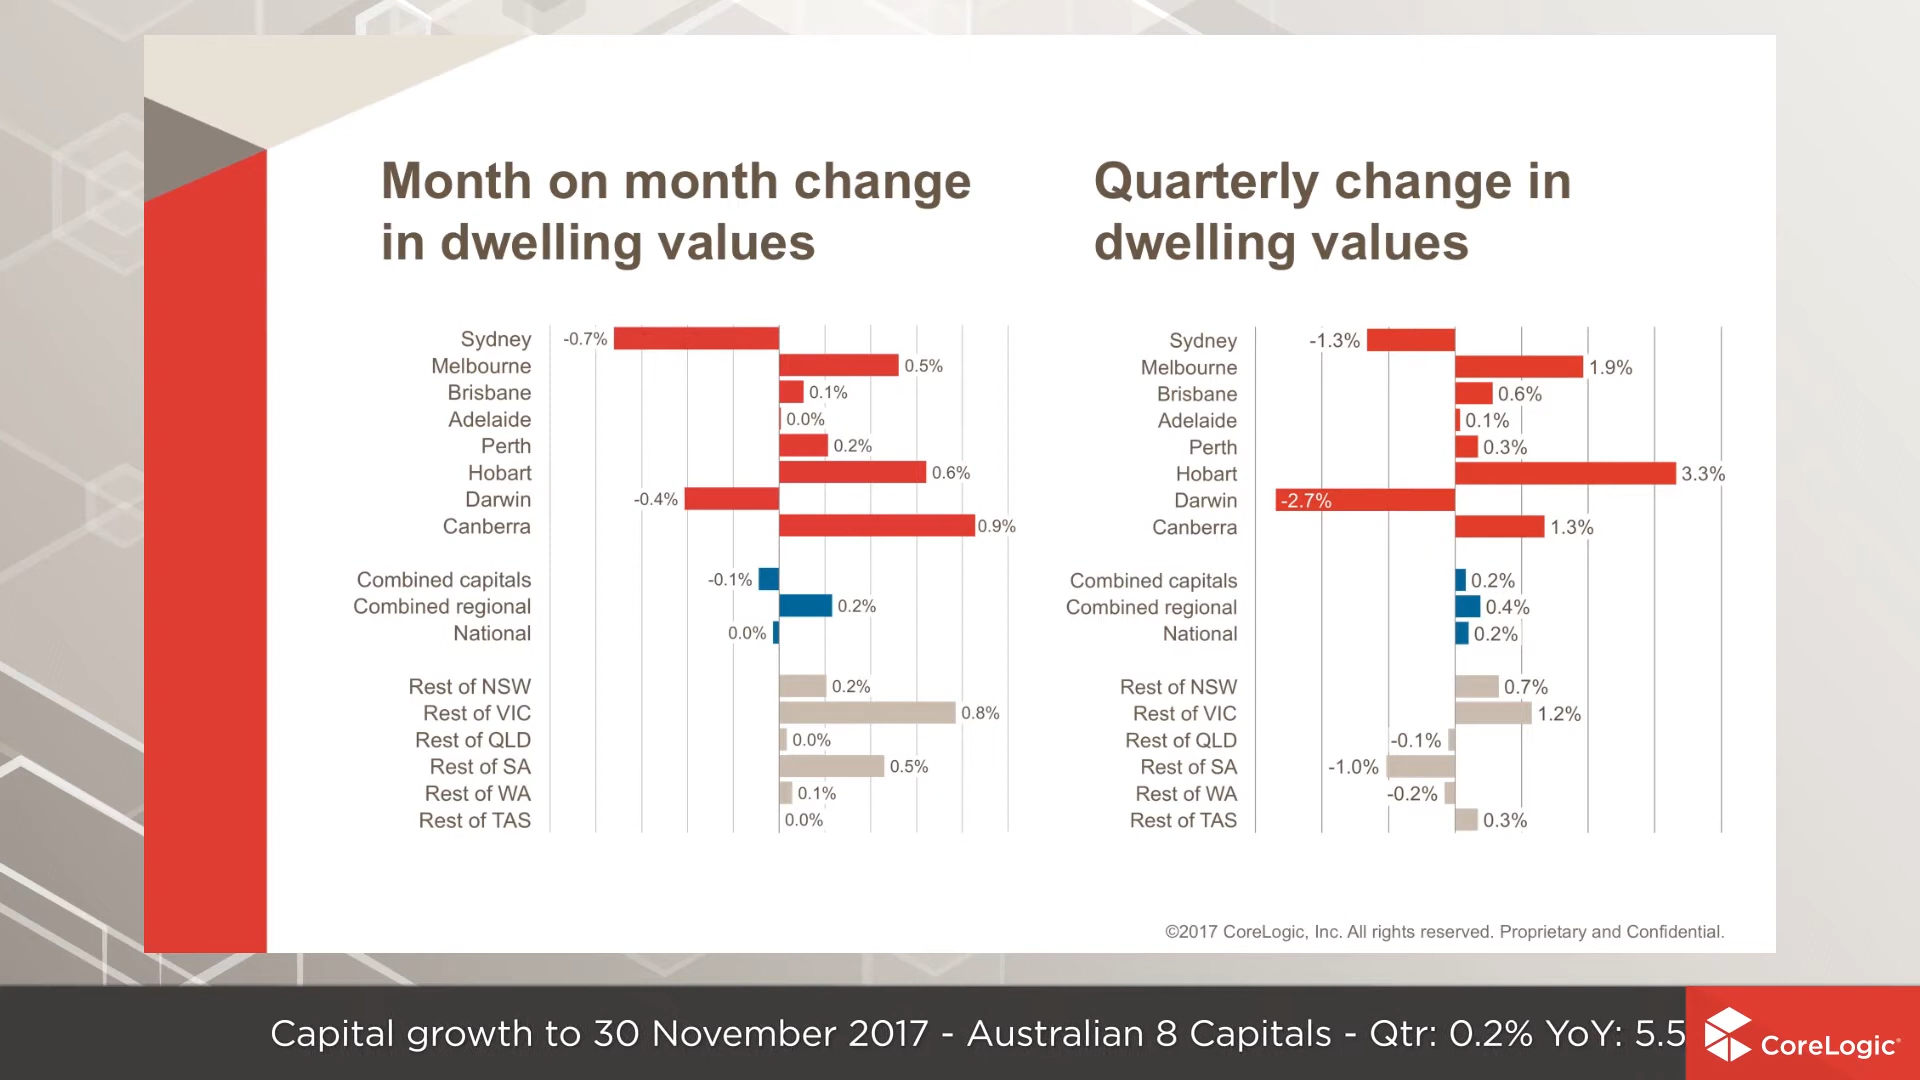 Month on month change
in dwelling values
Sydney -0.7%
Melbourne 0.5%
Brisbane 0.1%
Adelaide 0.0%
Perth 0.2%
Hobart 0.6%
Darwin -0.4%
Canberra 0.9%
Combined capitals -0.1%
Combined regional 0.2%
National 0.0%
Rest of NSW 0.2%
Rest of VIC 0.8%
Rest of QLD 0.0%
Rest of SA 0.5%
Rest of WA 0.1%
Rest of TAS 0.0%
Quarterly change in
dwelling values
Sydney -1.3%
Melbourne 1.9%
Brisbane 0.6%
Adelaide 0.1%
Perth 0.3%
Hobart 3.3%
Darwin -2.7%
Canberra 1.3%
Combined capitals 0.2%
Combined regional 0.4%
National 0.2%
Rest of NSW 0.7%
Rest of VIC 1.2%
Rest of QLD -0.1%
Rest of SA -1.0%
Rest of WA -0.2%
Rest of TAS 0.3%
©2017 CoreLogic, Inc. All rights reserved. Proprietary and Confidential.
Capital growth to 30 November 2017 - Australian 8 Capitals - Qtr: 0.2% YoY: 5.5
CoreLogic